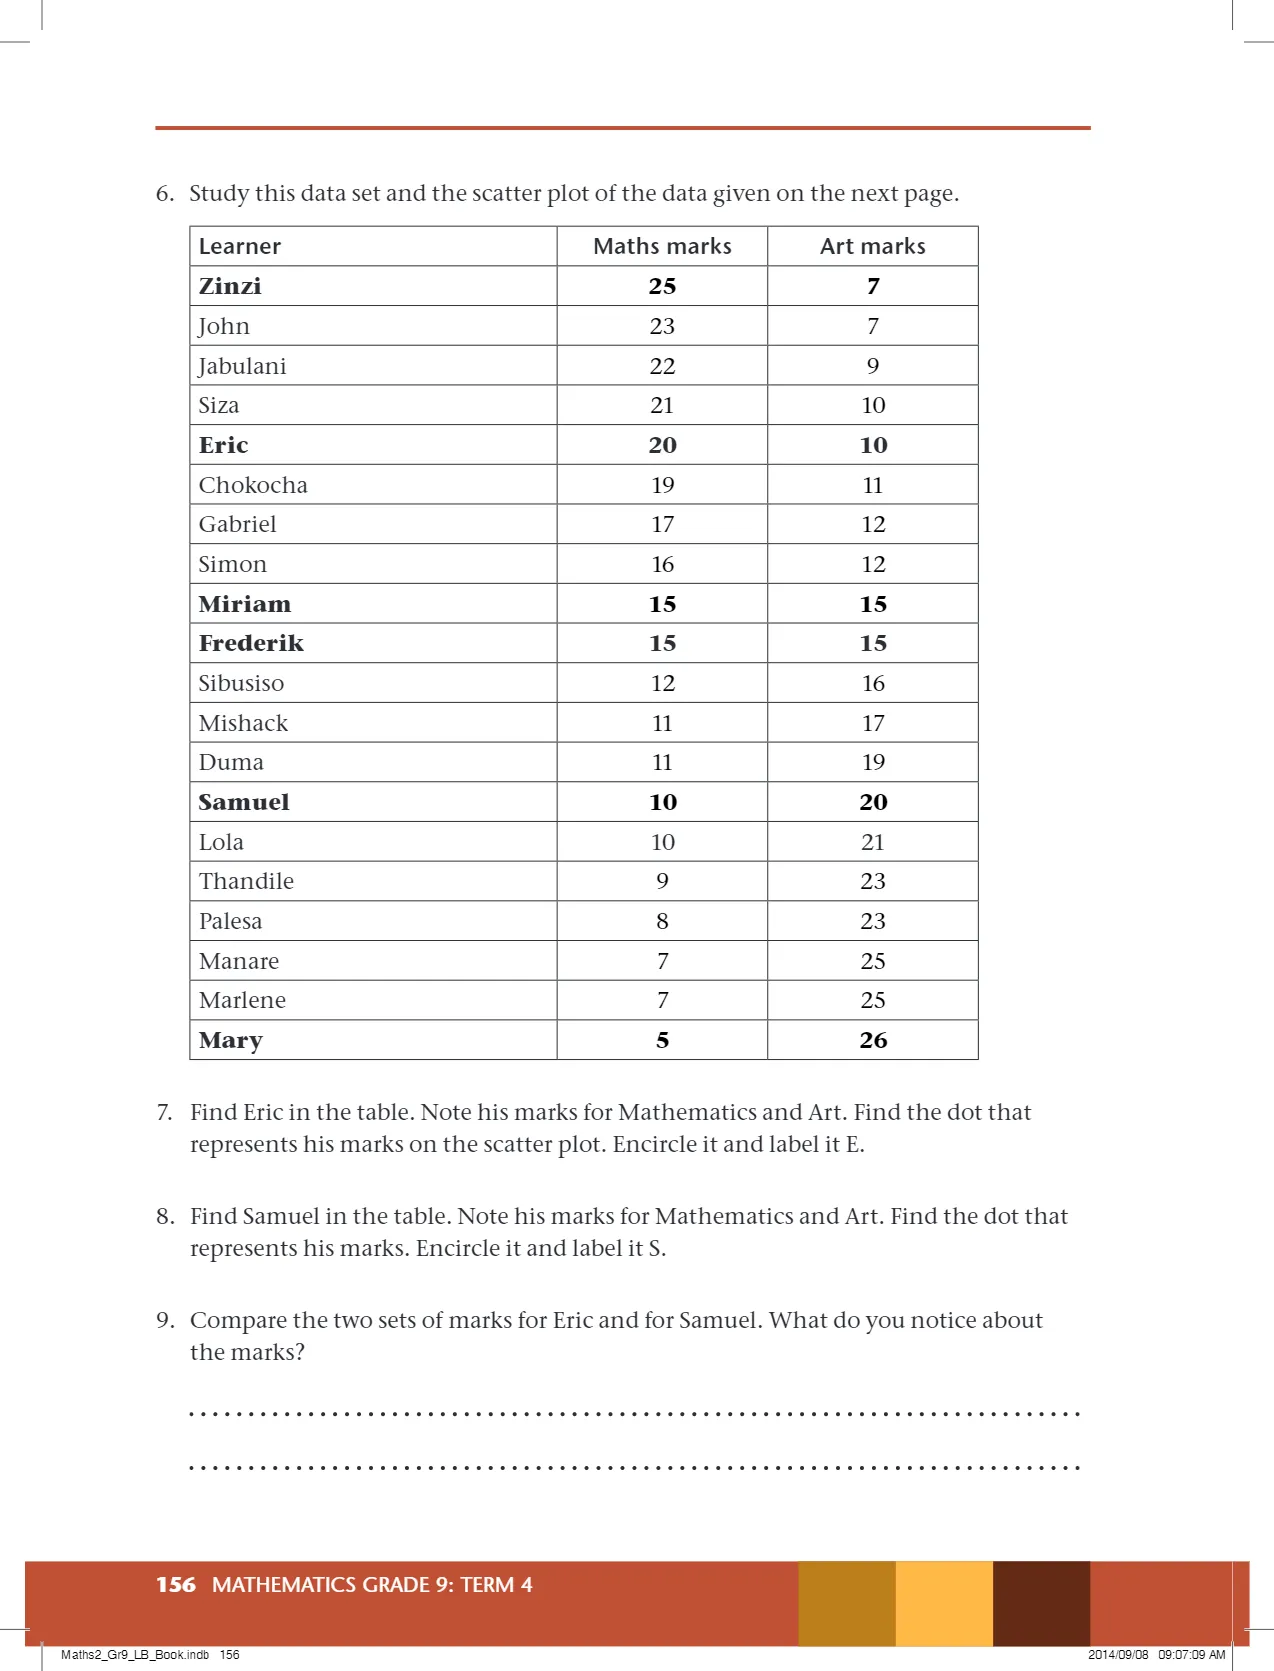 6. Study this data set and the scatter plot of the data given on the next page.
Learner Maths marks Art marks
Zinzi 25 7
John 23 7
Jabulani 22 9
Siza 21 10
Eric 20 10
Chokocha 19 11
Gabriel 17 12
Simon 16 12
Miriam 15 15
Frederik 15 15
Sibusiso 12 16
Mishack 11 17
Duma 11 19
Samuel 10 20
Lola 10 21
Thandile 9 23
Palesa 8 23
Manare 7 25
Marlene 7 25
Mary 5 26
7. Find Eric in the table. Note his marks for Mathematics and Art. Find the dot that
represents his marks on the scatter plot. Encircle it and label it E.
8. Find Samuel in the table. Note his marks for Mathematics and Art. Find the dot that
represents his marks. Encircle it and label it S.
9. Compare the two sets of marks for Eric and for Samuel. What do you notice about
the marks?
156 MATHEMATICS GRADE 9: TERM 4
Maths2_Gr9_LB_Book.indb 156 2014/09/08 09:07:09 AM